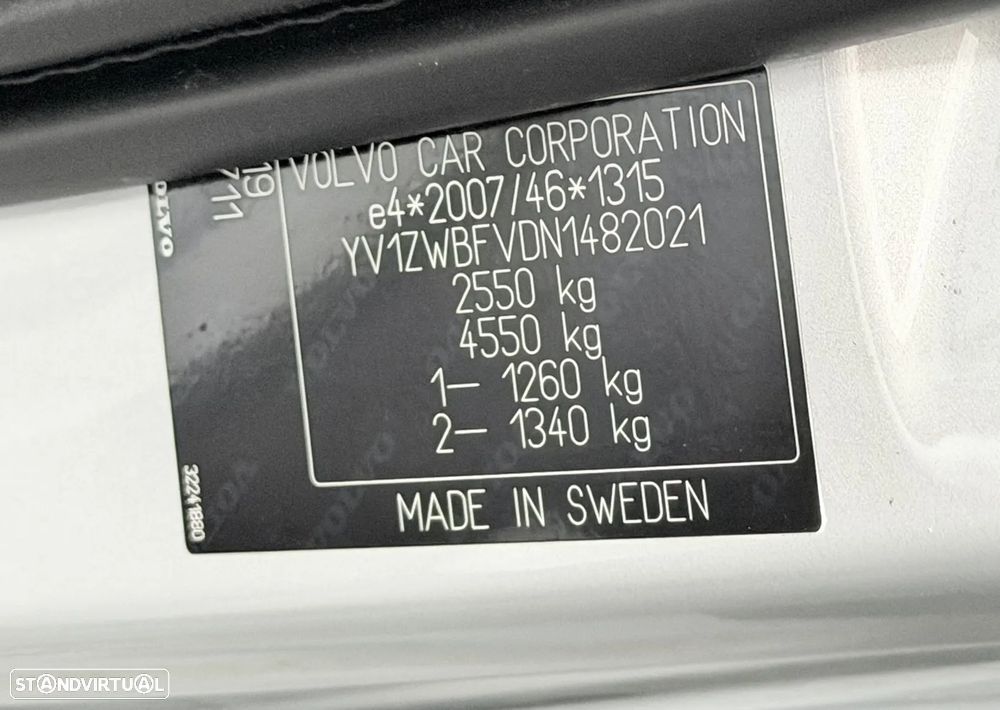 VOLVO CAR CORPORATION
e4*2007/46*1315
YV1ZWBFVDN1482021
2550 kg
4550 kg
1– 1260 kg
2– 1340 kg
MADE IN SWEDEN
VOLVO
711
19
32241880
STANDVIRTUAL